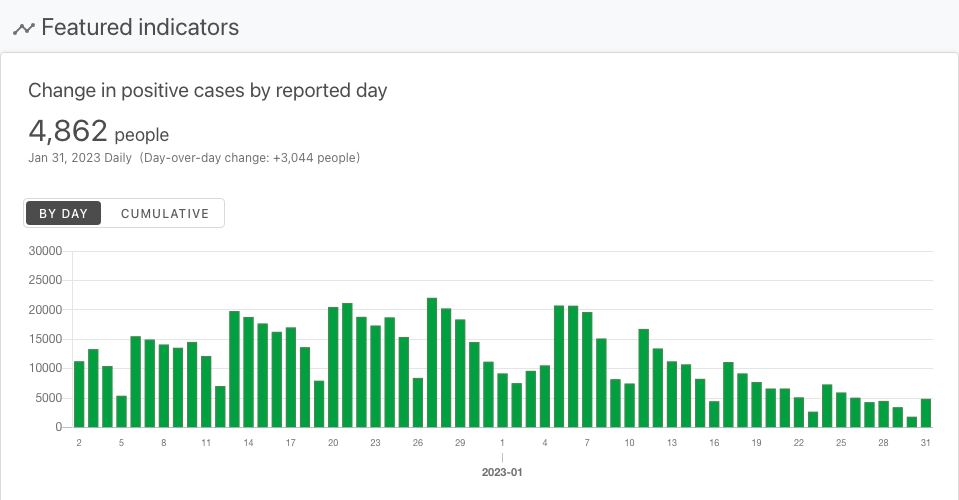 Featured indicators
Change in positive cases by reported day
4,862 people
Jan 31, 2023 Daily (Day-over-day change: +3,044 people)
BY DAY CUMULATIVE
30000
25000
20000
15000
10000
5000
0
2 5 8 11 14 17 20 23 26 29 1 4 7 10 13 16 19 22 25 28 31
2023-01